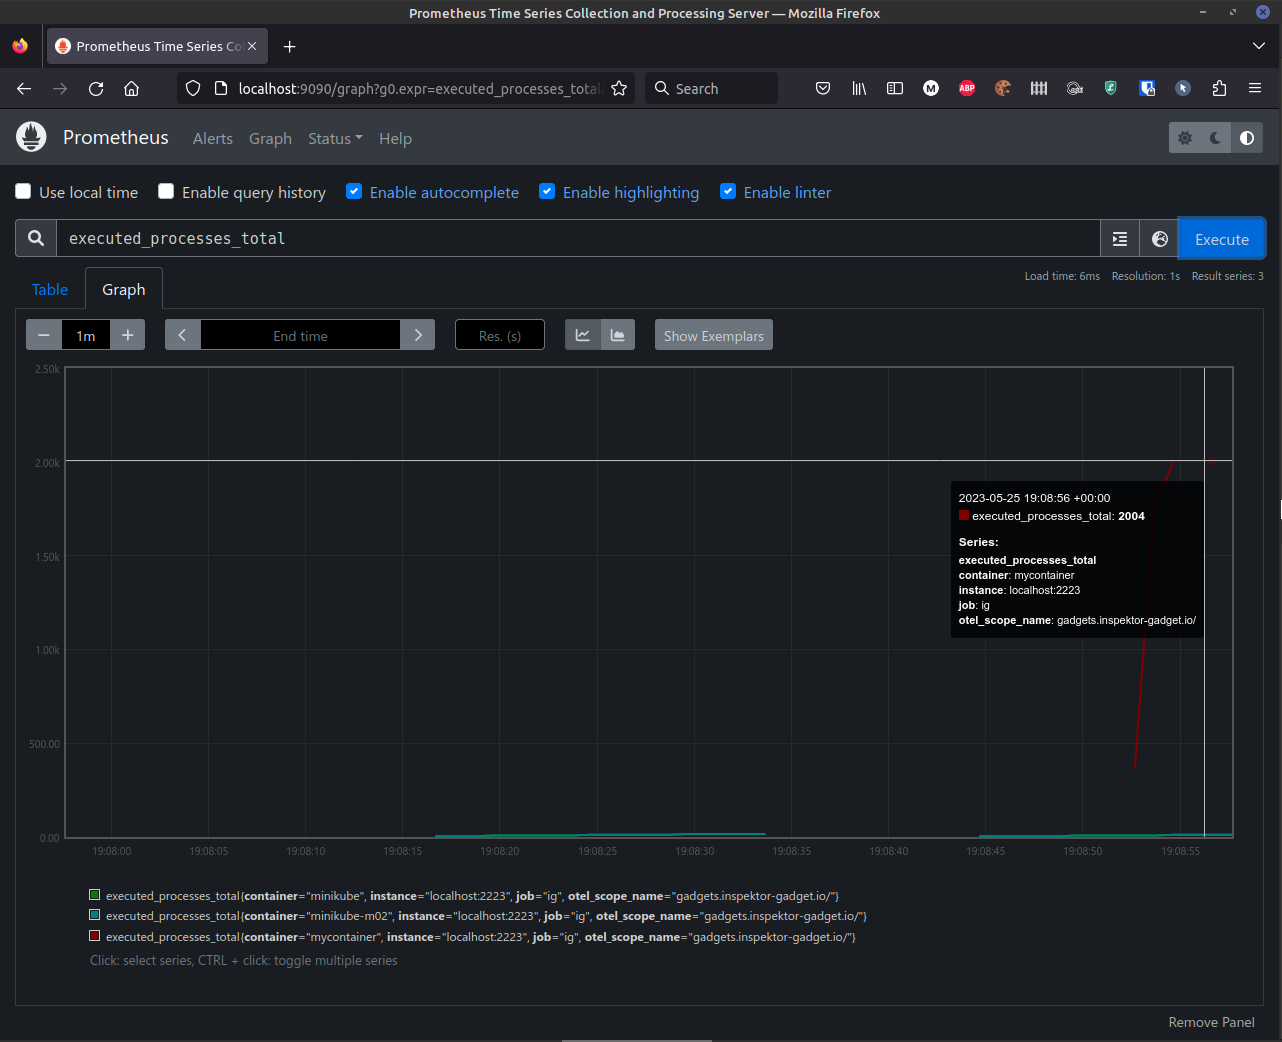 Prometheus Time Series Collection and Processing Server — Mozilla Firefox
Prometheus Time Series Co
localhost:9090/graph?g0.expr=executed_processes_total
Search
M
ABP
Prometheus Alerts Graph Status Help
Use local time Enable query history Enable autocomplete Enable highlighting Enable linter
executed_processes_total
Execute
Load time: 6ms Resolution: 1s Result series: 3
Table Graph
1m End time Res. (s) Show Exemplars
2.50k
2.00k
1.50k
1.00k
500.00
0.00
2023-05-25 19:08:56 +00:00
executed_processes_total: 2004
Series:
executed_processes_total
container: mycontainer
instance: localhost:2223
job: ig
otel_scope_name: gadgets.inspektor-gadget.io/
19:08:00 19:08:05 19:08:10 19:08:15 19:08:20 19:08:25 19:08:30 19:08:35 19:08:40 19:08:45 19:08:50 19:08:55
executed_processes_total{container="minikube", instance="localhost:2223", job="ig", otel_scope_name="gadgets.inspektor-gadget.io/"}
executed_processes_total{container="minikube-m02", instance="localhost:2223", job="ig", otel_scope_name="gadgets.inspektor-gadget.io/"}
executed_processes_total{container="mycontainer", instance="localhost:2223", job="ig", otel_scope_name="gadgets.inspektor-gadget.io/"}
Click: select series, CTRL + click: toggle multiple series
Remove Panel